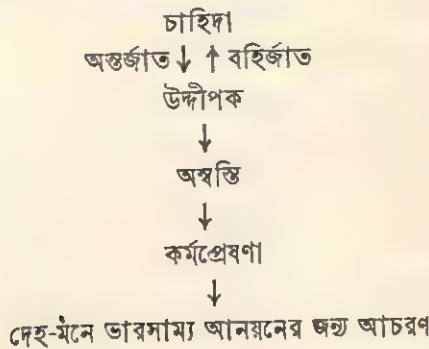 চাহিদা
অন্তর্জাত ↓ ↑ বহির্জাত
উদ্দীপক
↓
অস্বস্তি
↓
কর্মপ্রেষণা
↓
দেহ-মনে ভারসাম্য আনয়নের জন্য আচরণ